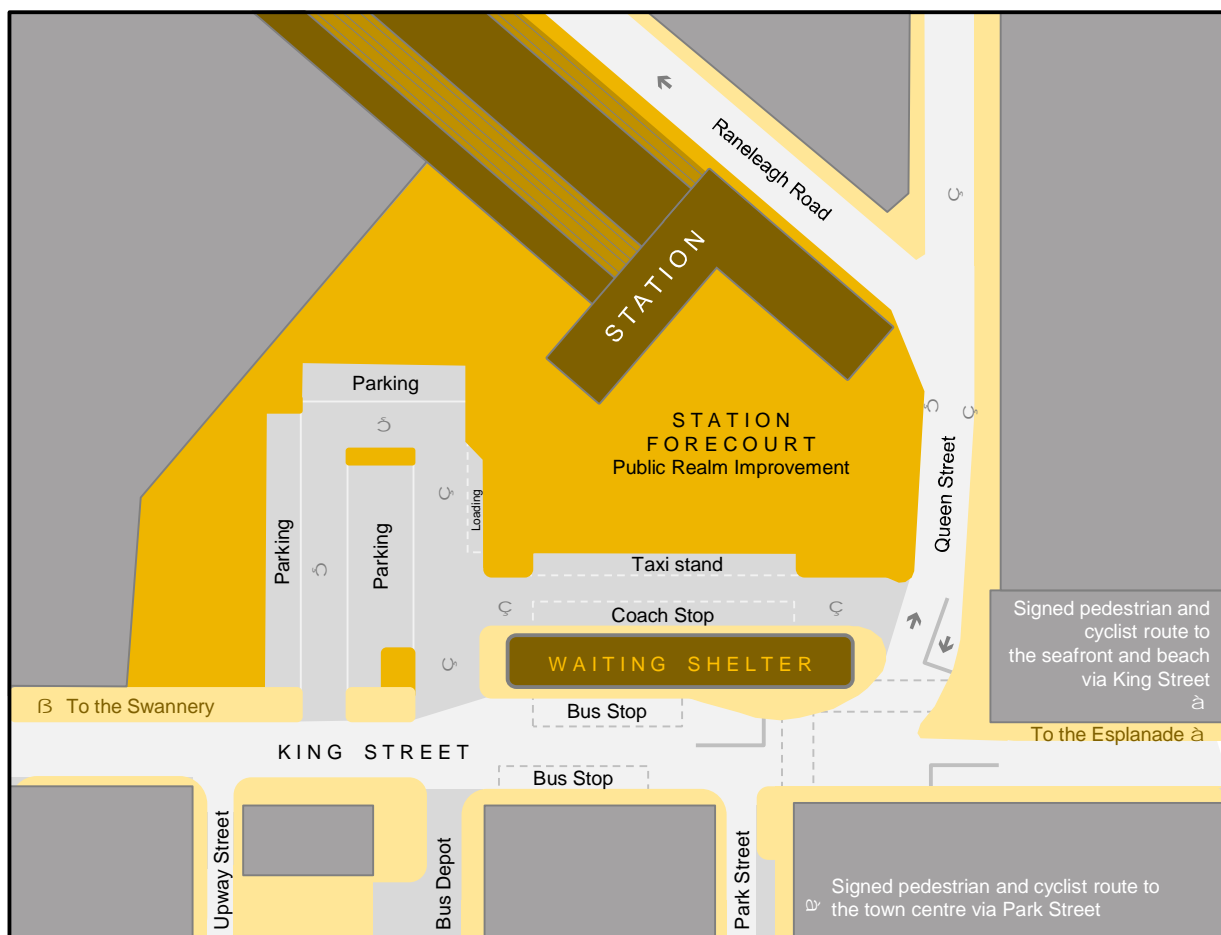 Raneleagh Road
STATION
Parking
STATION
FORECOURT
Public Realm Improvement
Queen Street
Loading
Parking
Parking
Taxi stand
Coach Stop
WAITING SHELTER
Signed pedestrian and
cyclist route to
the seafront and beach
via King Street
à
ß To the Swannery
Bus Stop
To the Esplanade à
KING STREET
Bus Stop
Upway Street
Bus Depot
Park Street
Signed pedestrian and cyclist route to
the town centre via Park Street